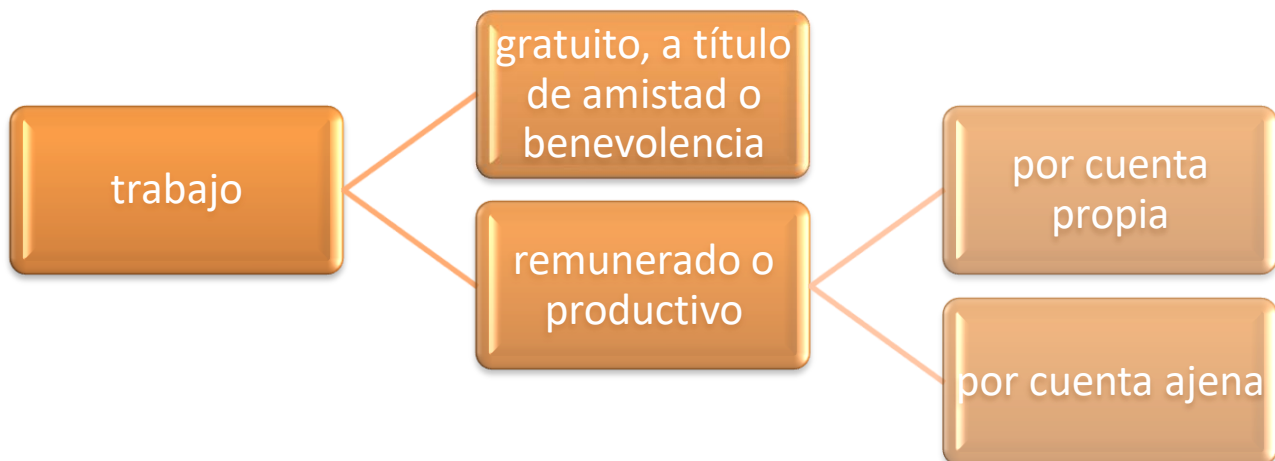 trabajo
gratuito, a título
de amistad o
benevolencia
remunerado o
productivo
por cuenta
propia
por cuenta ajena